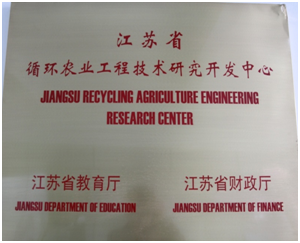 江苏省
循环农业工程技术研究开发中心
JIANGSU RECYCLING AGRICULTURE ENGINEERING
RESEARCH CENTER
江苏省教育厅 江苏省财政厅
JIANGSU DEPARTMENT OF EDUCATION JIANGSU DEPARTMENT OF FINANCE